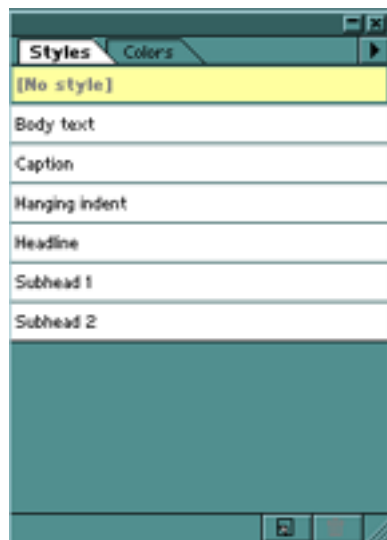 Styles Colors
[No style]
Body text
Caption
Hanging indent
Headline
Subhead 1
Subhead 2